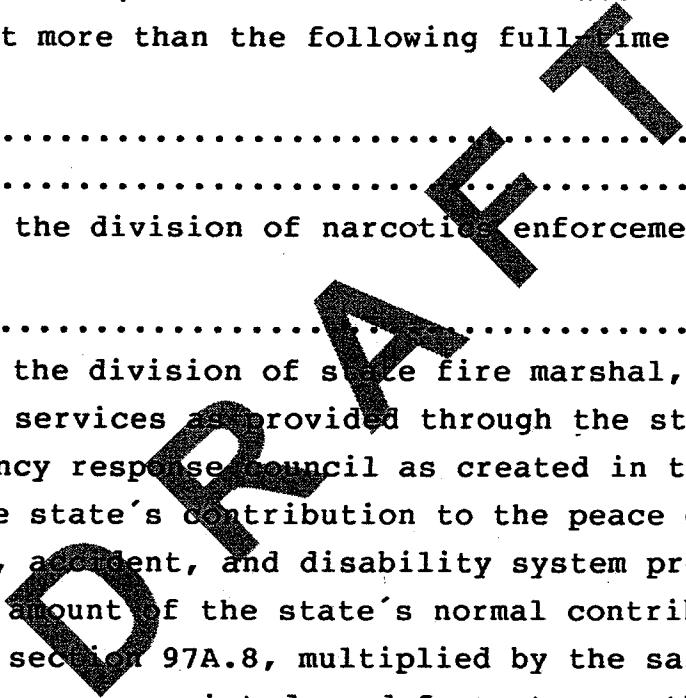 t more than the following full-time
................................................
................................................
the division of narcotics enforceme
................................................
the division of state fire marshal,
services as provided through the st
ncy response council as created in t
e state's contribution to the peace
, accident, and disability system pr
amount of the state's normal contri
section 97A.8, multiplied by the sa
DRAFT